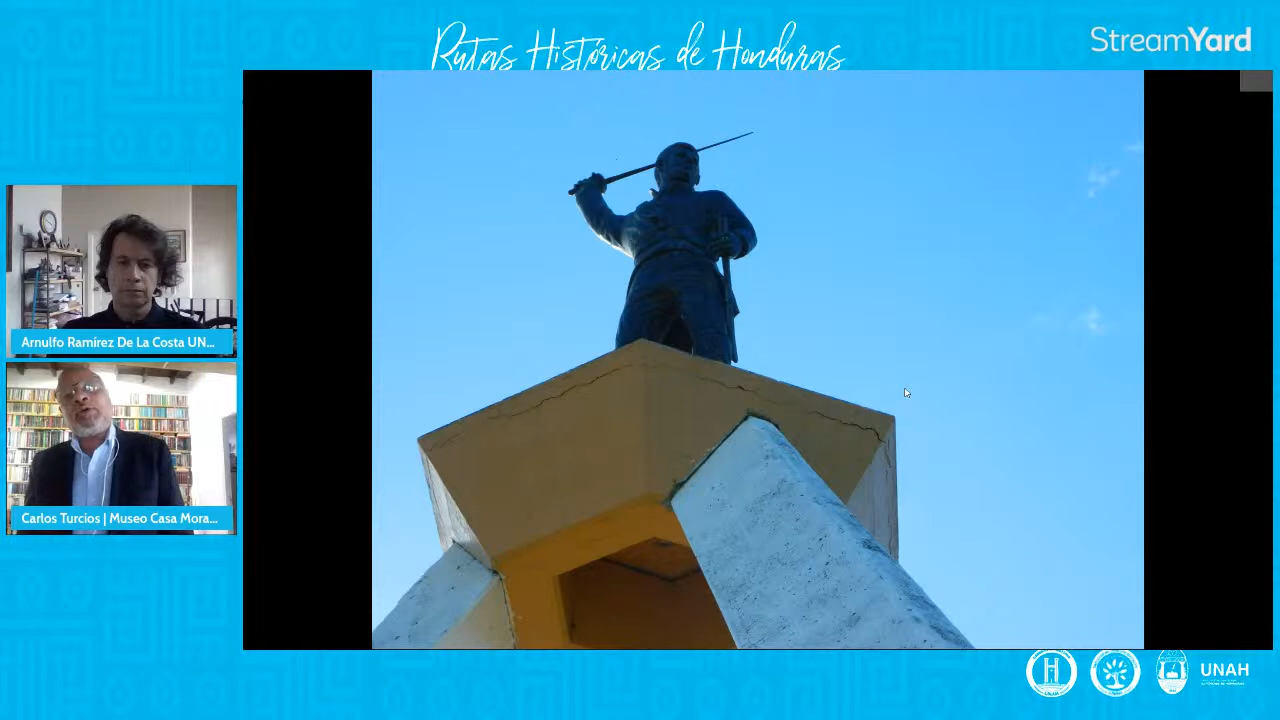 Rutas Históricas de Honduras
StreamYard
Arnulfo Ramírez De La Costa UN...
Carlos Turcios | Museo Casa Mora...
UNAH